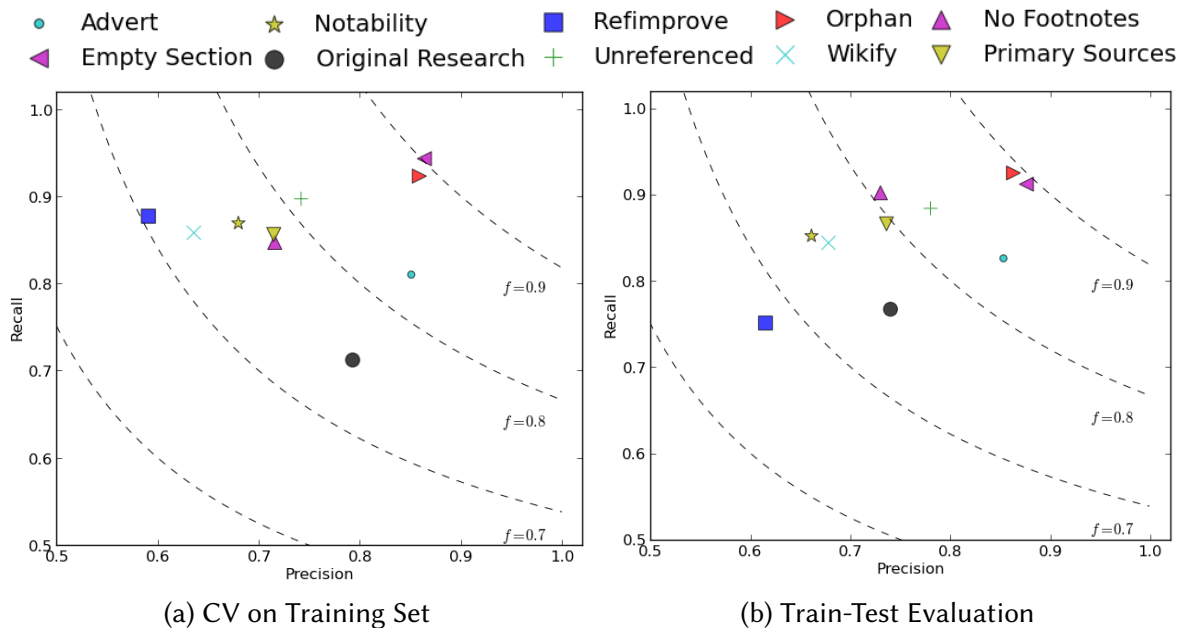 Advert Notability Refimprove Orphan No Footnotes
Empty Section Original Research Unreferenced Wikify Primary Sources
1.0
0.9
0.8
0.7
0.6
0.5
Recall
f=0.9
f=0.8
f=0.7
0.5 0.6 0.7 0.8 0.9 1.0
Precision
(a) CV on Training Set
1.0
0.9
0.8
0.7
0.6
0.5
Recall
f=0.9
f=0.8
f=0.7
0.5 0.6 0.7 0.8 0.9 1.0
Precision
(b) Train-Test Evaluation